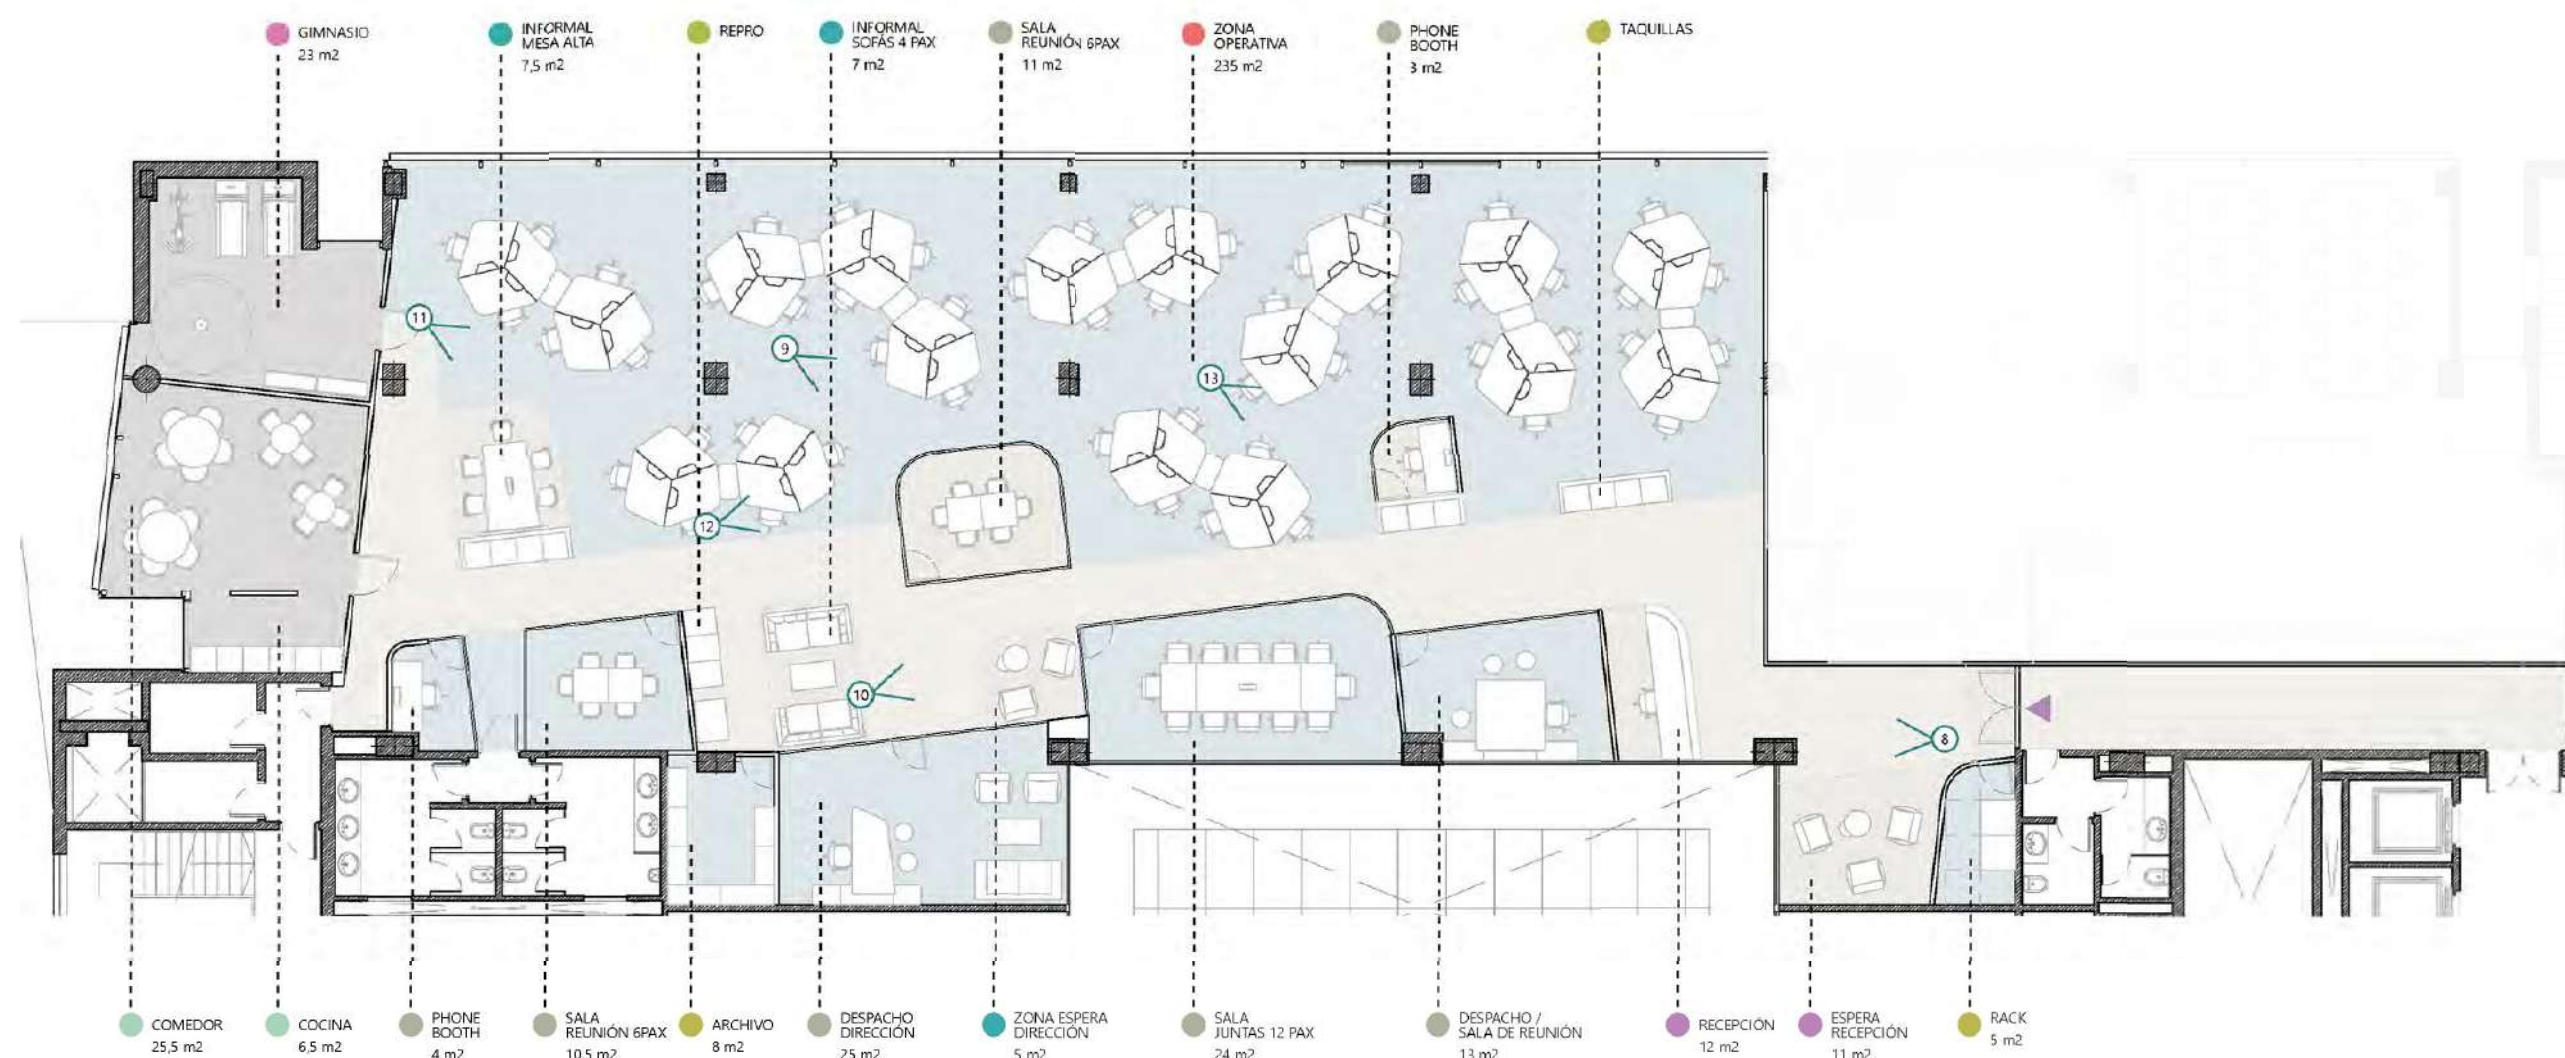 GIMNASIO
23 m2
INFORMAL
MESA ALTA
7,5 m2
REPRO
INFORMAL
SOFÁS 4 PAX
7 m2
SALA
REUNIÓN 6PAX
11 m2
ZONA
OPERATIVA
235 m2
PHONE
BOOTH
3 m2
TAQUILLAS
11
9
13
12
10
8
COMEDOR
25,5 m2
COCINA
6,5 m2
PHONE
BOOTH
4 m2
SALA
REUNIÓN 6PAX
10,5 m2
ARCHIVO
8 m2
DESPACHO
DIRECCIÓN
25 m2
ZONA ESPERA
DIRECCIÓN
5 m2
SALA
JUNTAS 12 PAX
24 m2
DESPACHO /
SALA DE REUNIÓN
13 m2
RECEPCIÓN
12 m2
ESPERA
RECEPCIÓN
11 m2
RACK
5 m2